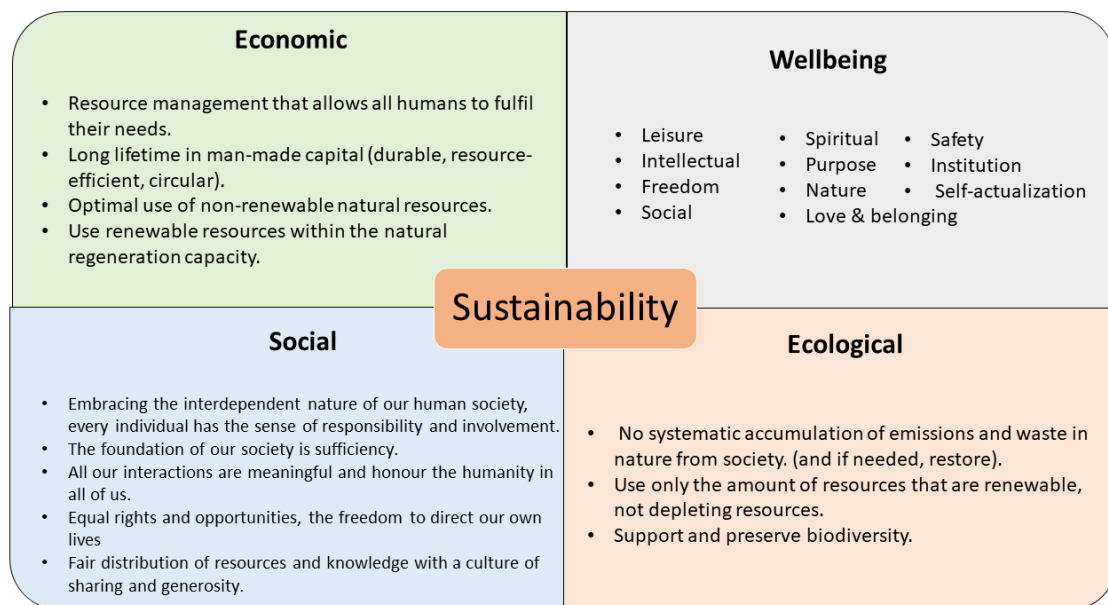 Economic
• Resource management that allows all humans to fulfil
their needs.
• Long lifetime in man-made capital (durable, resource-
efficient, circular).
• Optimal use of non-renewable natural resources.
• Use renewable resources within the natural
regeneration capacity.
Wellbeing
• Leisure
• Intellectual
• Freedom
• Social
• Spiritual
• Purpose
• Nature
• Love & belonging
• Safety
• Institution
• Self-actualization
Sustainability
Social
• Embracing the interdependent nature of our human society,
every individual has the sense of responsibility and involvement.
• The foundation of our society is sufficiency.
• All our interactions are meaningful and honour the humanity in
all of us.
• Equal rights and opportunities, the freedom to direct our own
lives
• Fair distribution of resources and knowledge with a culture of
sharing and generosity.
Ecological
• No systematic accumulation of emissions and waste in
nature from society. (and if needed, restore).
• Use only the amount of resources that are renewable,
not depleting resources.
• Support and preserve biodiversity.